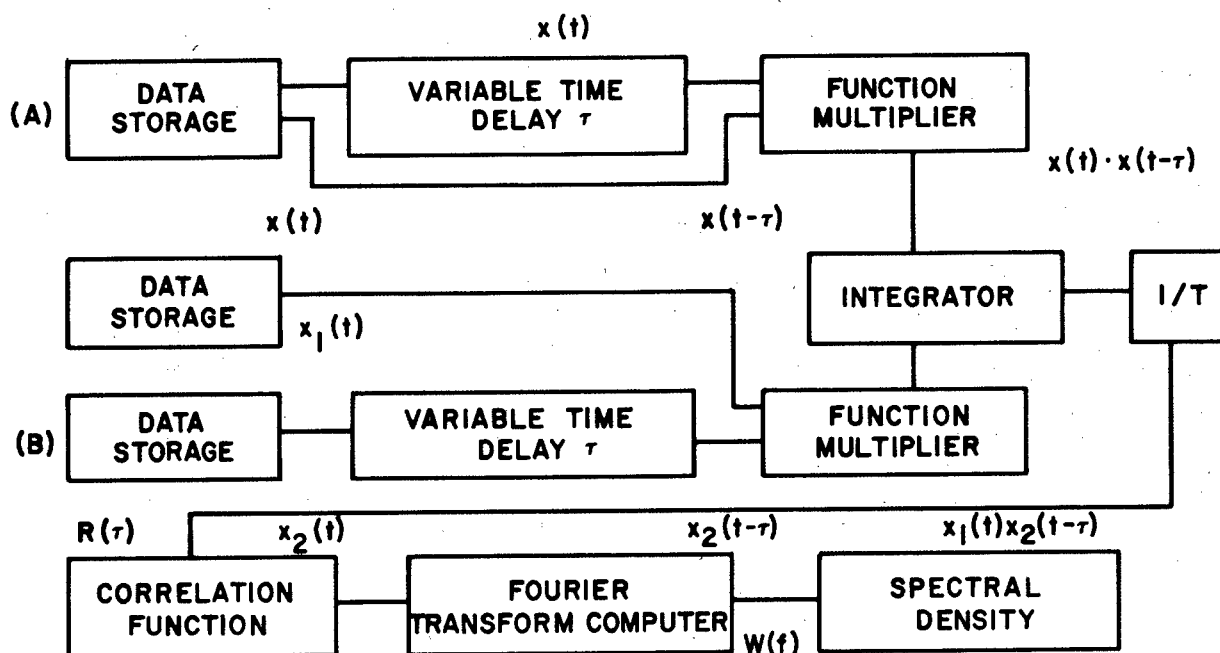 x(t)
(A)
DATA
STORAGE
VARIABLE TIME
DELAY τ
FUNCTION
MULTIPLIER
x(t) · x(t-τ)
x(t)
x(t-τ)
DATA
STORAGE
x₁(t)
INTEGRATOR
1/T
(B)
DATA
STORAGE
VARIABLE TIME
DELAY τ
FUNCTION
MULTIPLIER
R(τ)
x₂(t)
x₂(t-τ)
x₁(t)x₂(t-τ)
CORRELATION
FUNCTION
FOURIER
TRANSFORM COMPUTER
W(f)
SPECTRAL
DENSITY